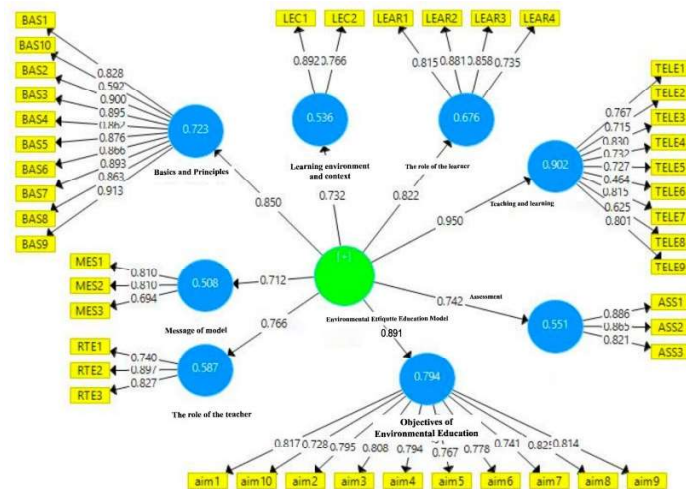 BAS1
BAS10
BAS2
BAS3
BAS4
BAS5
BAS6
BAS7
BAS8
BAS9
0.828
0.592
0.900
0.895
0.862
0.876
0.866
0.893
0.863
0.913
0.723
Basics and Principles
0.850
LEC1
LEC2
0.892
0.766
0.536
Learning environment
and context
0.732
LEAR1
LEAR2
LEAR3
LEAR4
0.815
0.881
0.858
0.735
0.676
The role of the learner
0.822
TELE1
TELE2
TELE3
TELE4
TELE5
TELE6
TELE7
TELE8
TELE9
0.767
0.715
0.830
0.732
0.727
0.464
0.815
0.625
0.801
0.902
Teaching and learning
0.950
MES1
MES2
MES3
0.810
0.810
0.694
0.508
Message of model
0.712
[+]
Environmental Etiquette Education Model
RTE1
RTE2
RTE3
0.740
0.897
0.827
0.587
The role of the teacher
0.766
Assessment
0.742
0.551
0.886
0.865
0.821
ASS1
ASS2
ASS3
0.891
0.794
Objectives of
Environmental Education
0.817
0.728
0.795
0.808
0.794
0.767
0.778
0.741
0.825
0.814
aim1
aim10
aim2
aim3
aim4
aim5
aim6
aim7
aim8
aim9